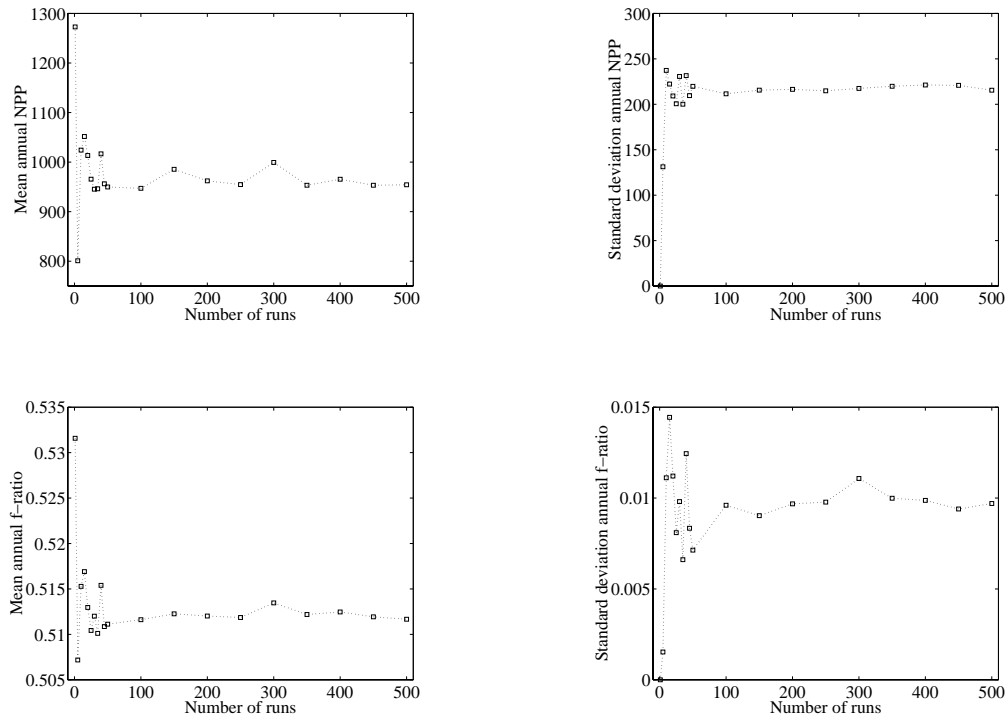 Mean annual NPP
1300
1200
1100
1000
900
800
0 100 200 300 400 500
Number of runs
Standard deviation annual NPP
300
250
200
150
100
50
0
0 100 200 300 400 500
Number of runs
Mean annual f−ratio
0.535
0.53
0.525
0.52
0.515
0.51
0.505
0 100 200 300 400 500
Number of runs
Standard deviation annual f−ratio
0.015
0.01
0.005
0
0 100 200 300 400 500
Number of runs